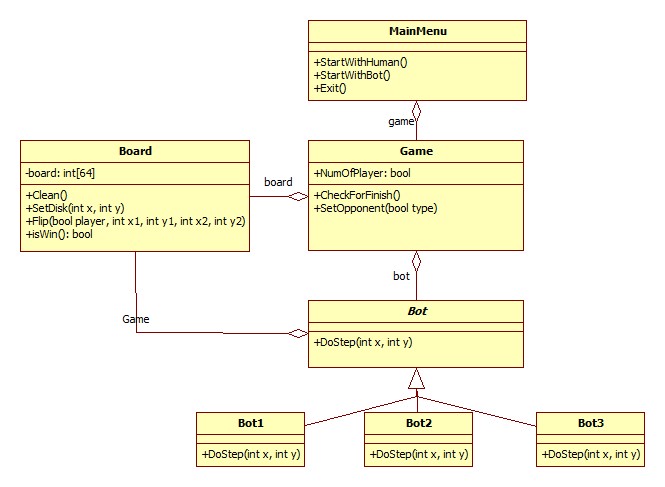 MainMenu
+StartWithHuman()
+StartWithBot()
+Exit()
game
Board
-board: int[64]
+Clean()
+SetDisk(int x, int y)
+Flip(bool player, int x1, int y1, int x2, int y2)
+isWin(): bool
board
Game
+NumOfPlayer: bool
+CheckForFinish()
+SetOpponent(bool type)
bot
Game
Bot
+DoStep(int x, int y)
Bot1
+DoStep(int x, int y)
Bot2
+DoStep(int x, int y)
Bot3
+DoStep(int x, int y)